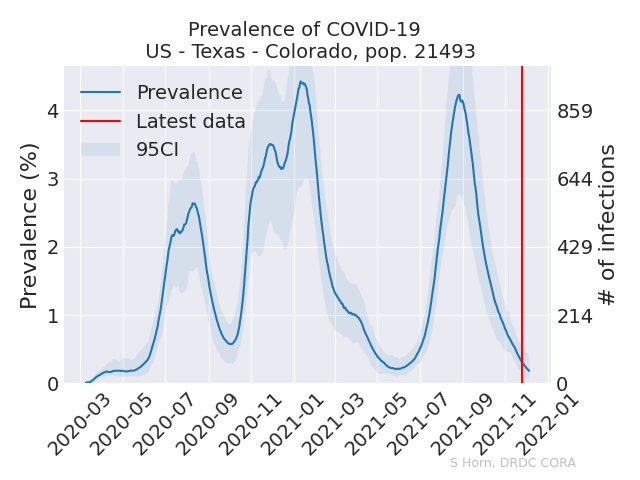 Prevalence of COVID-19
US - Texas - Colorado, pop. 21493
Prevalence
Latest data
95CI
Prevalence (%)
4
3
2
1
0
# of infections
859
644
429
214
0
2020-03
2020-05
2020-07
2020-09
2020-11
2021-01
2021-03
2021-05
2021-07
2021-09
2021-11
2022-01
S Horn, DRDC CORA